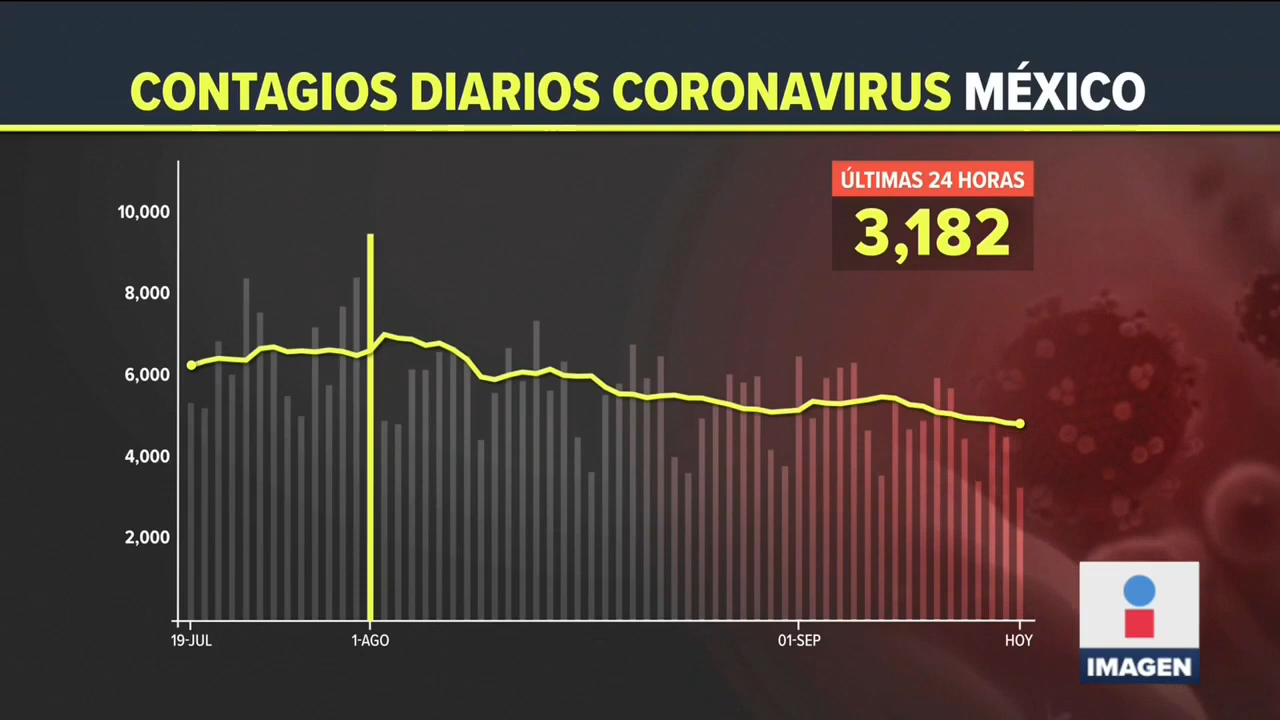 CONTAGIOS DIARIOS CORONAVIRUS MÉXICO
ÚLTIMAS 24 HORAS
3,182
10,000
8,000
6,000
4,000
2,000
19-JUL 1-AGO 01-SEP HOY
IMAGEN